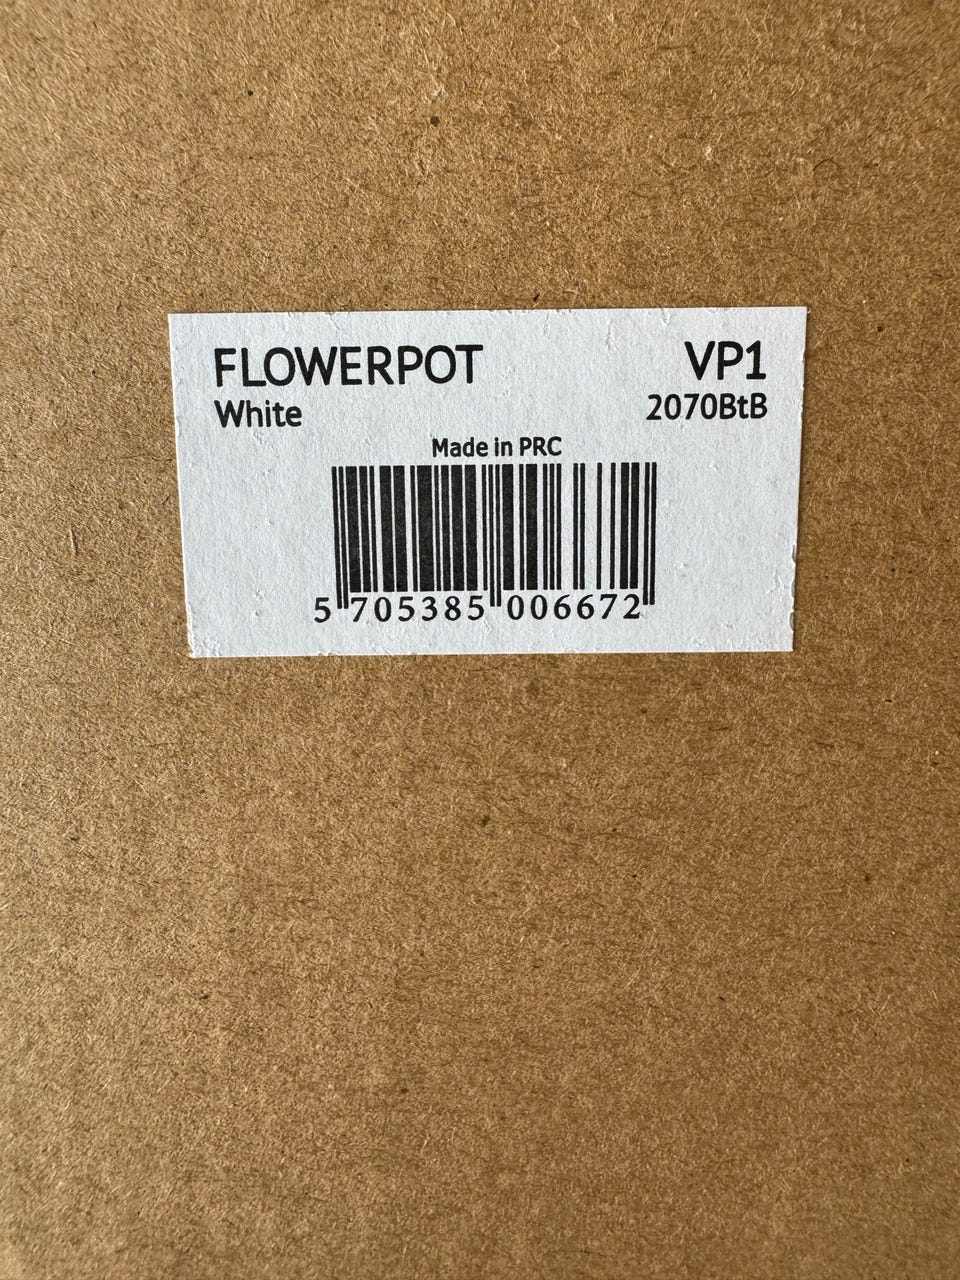 FLOWERPOT VP1
White 2070BtB
Made in PRC
5 705385 006672